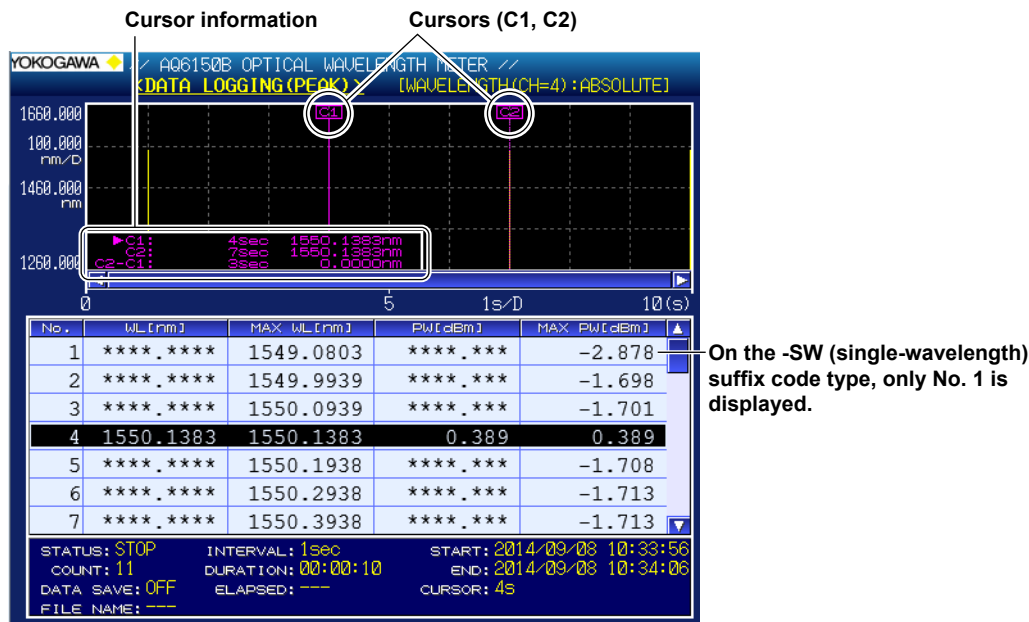 Cursor information
Cursors (C1, C2)
YOKOGAWA // AQ6150B OPTICAL WAVELENGTH METER //
<DATA LOGGING(PEAK)> [WAVELENGTH(CH=4):ABSOLUTE]
1660.000
C1 C2
100.000
nm/D
1460.000
nm
►C1: 4Sec 1550.1383nm
C2: 7Sec 1550.1383nm
C2-C1: 3Sec 0.0000nm
1260.000
0 5 1s/D 10(s)
No. WL[nm] MAX WL[nm] PW[dBm] MAX PW[dBm]
1 ****.**** 1549.0803 ****.*** -2.878
2 ****.**** 1549.9939 ****.*** -1.698
3 ****.**** 1550.0939 ****.*** -1.701
4 1550.1383 1550.1383 0.389 0.389
5 ****.**** 1550.1938 ****.*** -1.708
6 ****.**** 1550.2938 ****.*** -1.713
7 ****.**** 1550.3938 ****.*** -1.713
On the -SW (single-wavelength)
suffix code type, only No. 1 is
displayed.
STATUS: STOP INTERVAL: 1sec START: 2014/09/08 10:33:56
COUNT: 11 DURATION: 00:00:10 END: 2014/09/08 10:34:06
DATA SAVE: OFF ELAPSED: --- CURSOR: 4s
FILE NAME: ---